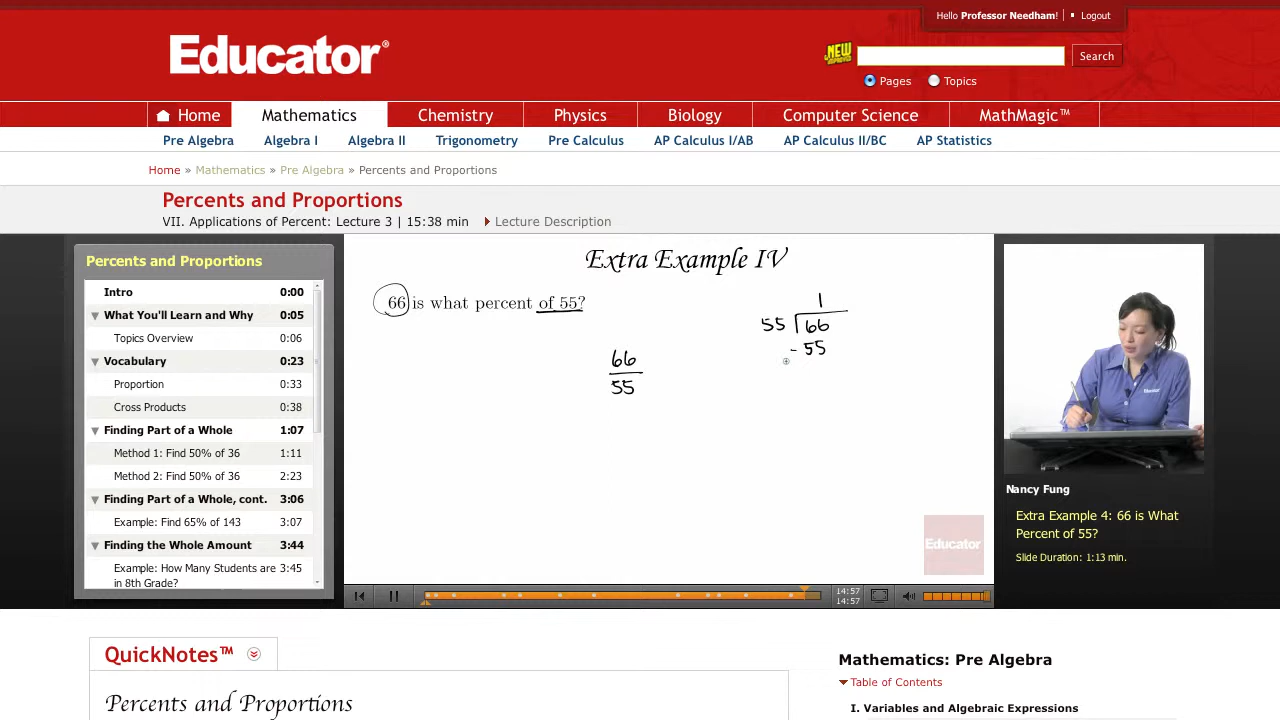 Hello Professor Needham! Logout
Educator®
NEW
Search
Pages Topics
Home Mathematics Chemistry Physics Biology Computer Science MathMagic™
Pre Algebra Algebra I Algebra II Trigonometry Pre Calculus AP Calculus I/AB AP Calculus II/BC AP Statistics
Home » Mathematics » Pre Algebra » Percents and Proportions
Percents and Proportions
VII. Applications of Percent: Lecture 3 | 15:38 min Lecture Description
Percents and Proportions
Intro 0:00
What You'll Learn and Why 0:05
Topics Overview 0:06
Vocabulary 0:23
Proportion 0:33
Cross Products 0:38
Finding Part of a Whole 1:07
Method 1: Find 50% of 36 1:11
Method 2: Find 50% of 36 2:23
Finding Part of a Whole, cont. 3:06
Example: Find 65% of 143 3:07
Finding the Whole Amount 3:44
Example: How Many Students are 3:45
in 8th Grade?
Extra Example IV
66 is what percent of 55?
66
55
1
55 66
- 55
Educator
14:57
14:57
Nancy Fung
Extra Example 4: 66 is What
Percent of 55?
Slide Duration: 1:13 min.
QuickNotes™
Percents and Proportions
Mathematics: Pre Algebra
Table of Contents
I. Variables and Algebraic Expressions